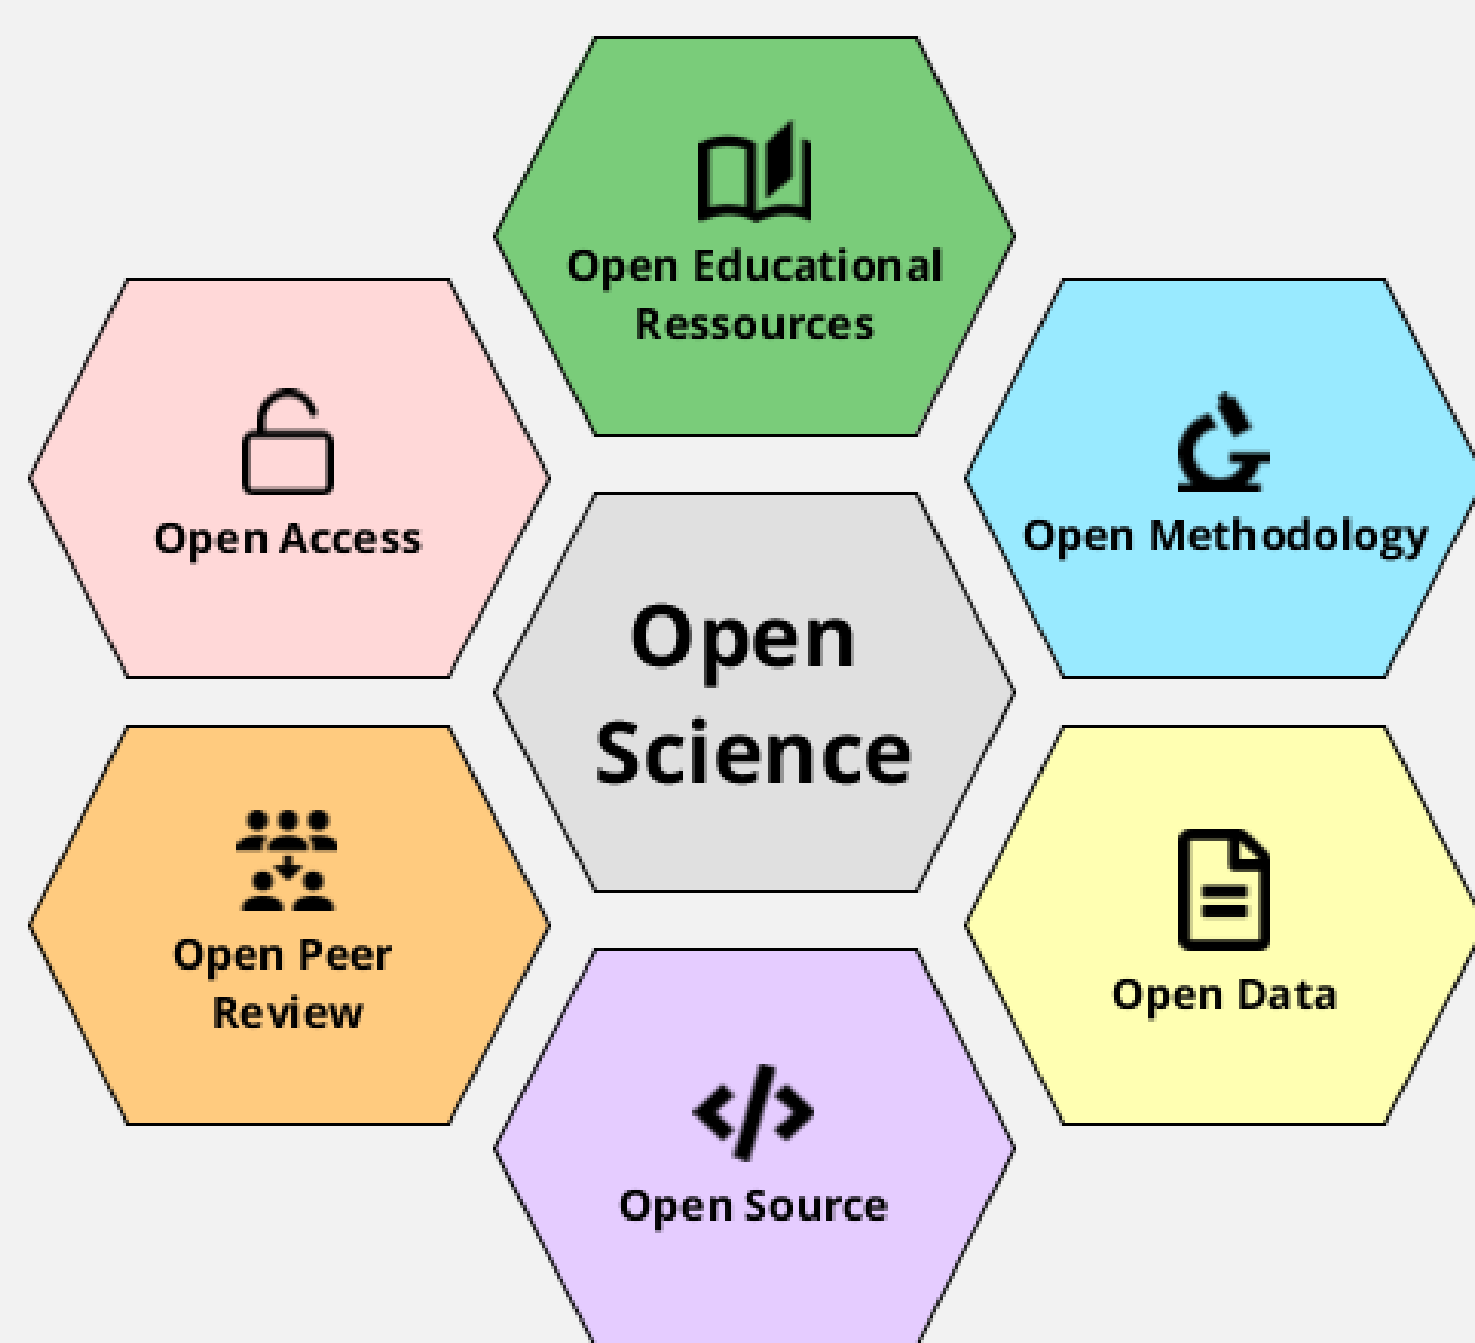 Open Educational
Ressources
Open Access
Open Methodology
Open
Science
Open Peer
Review
Open Data
Open Source